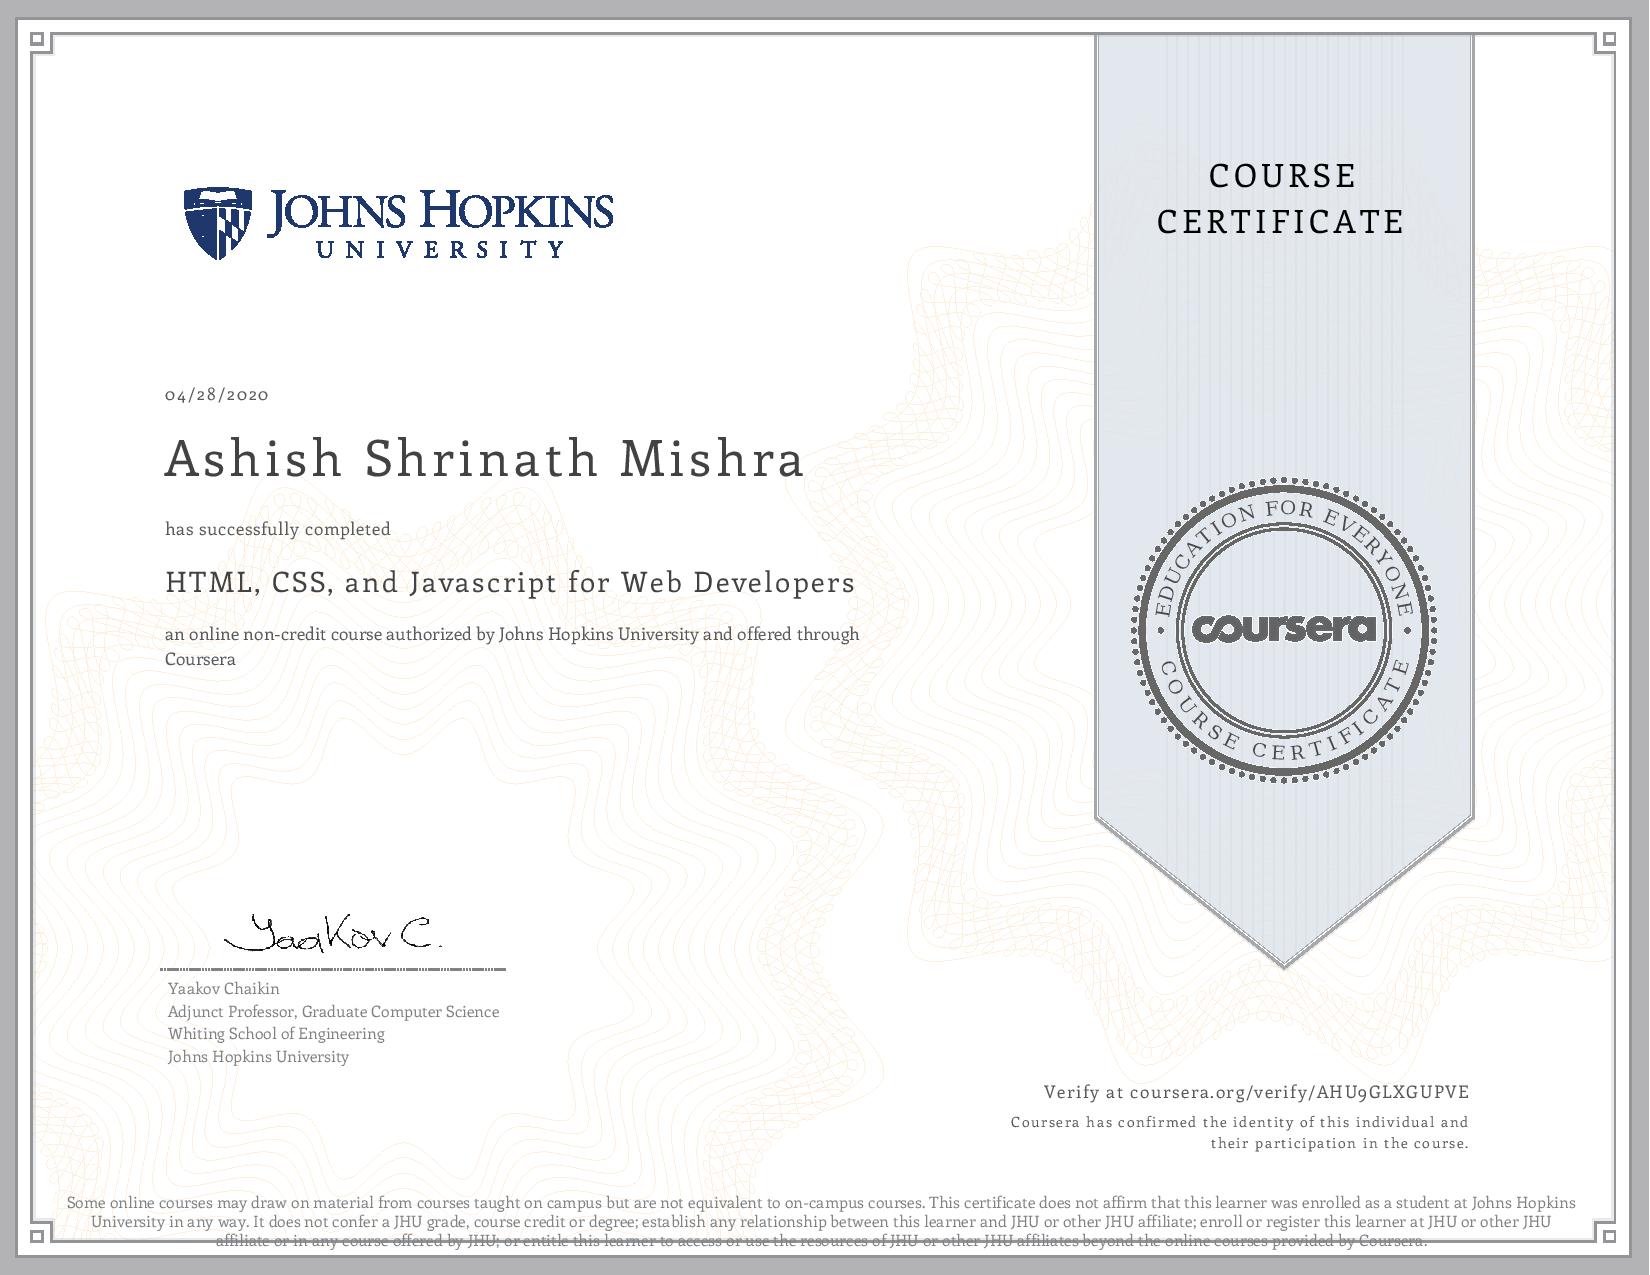 JOHNS HOPKINS
UNIVERSITY
COURSE
CERTIFICATE
04/28/2020
Ashish Shrinath Mishra
has successfully completed
HTML, CSS, and Javascript for Web Developers
an online non-credit course authorized by Johns Hopkins University and offered through
Coursera
EDUCATION FOR EVERYONE
coursera
COURSE CERTIFICATE
Yaakov C.
Yaakov Chaikin
Adjunct Professor, Graduate Computer Science
Whiting School of Engineering
Johns Hopkins University
Verify at coursera.org/verify/AHU9GLXGUPVE
Coursera has confirmed the identity of this individual and
their participation in the course.
Some online courses may draw on material from courses taught on campus but are not equivalent to on-campus courses. This certificate does not affirm that this learner was enrolled as a student at Johns Hopkins
University in any way. It does not confer a JHU grade, course credit or degree; establish any relationship between this learner and JHU or other JHU affiliate; enroll or register this learner at JHU or other JHU
affiliate or in any course offered by JHU; or entitle this learner to access or use the resources of JHU or other JHU affiliates beyond the online courses provided by Coursera.